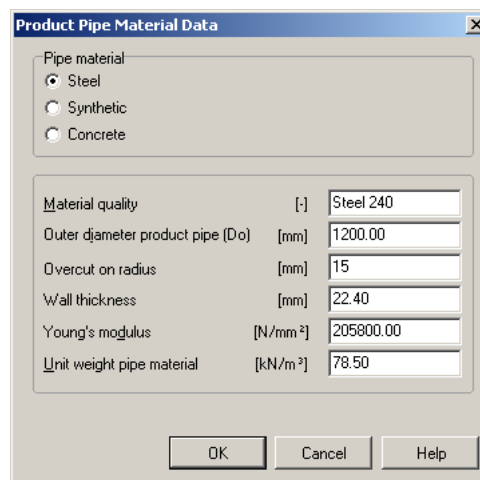 Product Pipe Material Data
Pipe material
Steel
Synthetic
Concrete
Material quality [-] Steel 240
Outer diameter product pipe (Do) [mm] 1200.00
Overcut on radius [mm] 15
Wall thickness [mm] 22.40
Young's modulus [N/mm²] 205800.00
Unit weight pipe material [kN/m³] 78.50
OK Cancel Help